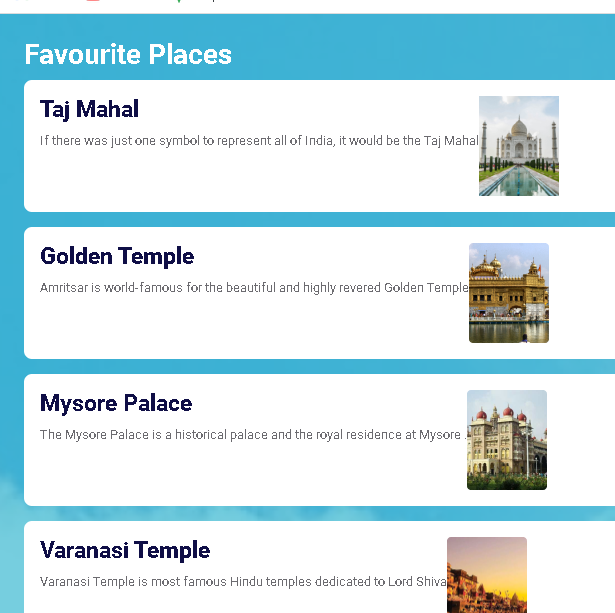 Favourite Places
Taj Mahal
If there was just one symbol to represent all of India, it would be the Taj Mahal
Golden Temple
Amritsar is world-famous for the beautiful and highly revered Golden Temple
Mysore Palace
The Mysore Palace is a historical palace and the royal residence at Mysore .
Varanasi Temple
Varanasi Temple is most famous Hindu temples dedicated to Lord Shiva